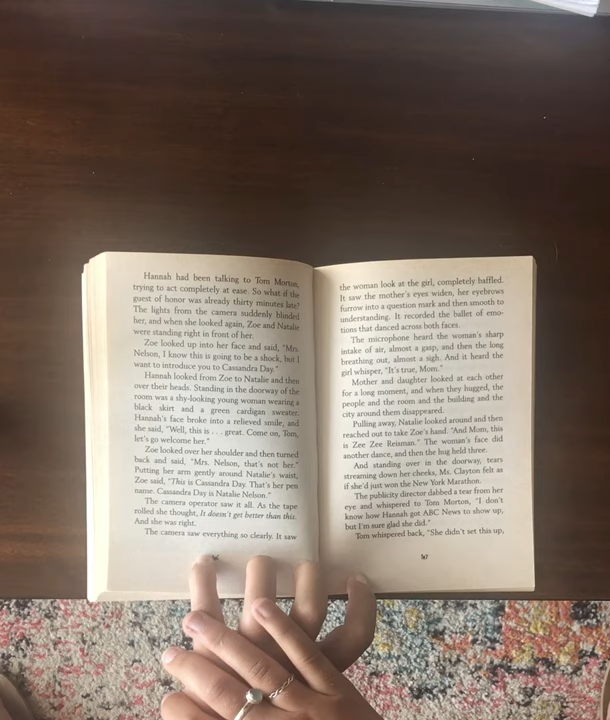 Hannah had been talking to Tom Morton,
trying to act completely at ease. So what if the
guest of honor was already thirty minutes late?
The lights from the camera suddenly blinded
her, and when she looked again, Zoe and Natalie
were standing right in front of her.
Zoe looked up into her face and said, "Mrs.
Nelson, I know this is going to be a shock, but I
want to introduce you to Cassandra Day."
Hannah looked from Zoe to Natalie and then
over their heads. Standing in the doorway of the
room was a shy-looking young woman wearing a
black skirt and a green cardigan sweater.
Hannah's face broke into a relieved smile, and
she said, "Well, this is . . . great. Come on, Tom,
let's go welcome her."
Zoe looked over her shoulder and then turned
back and said, "Mrs. Nelson, that's not her."
Putting her arm gently around Natalie's waist,
Zoe said, "This is Cassandra Day. That's her pen
name. Cassandra Day is Natalie Nelson."
The camera operator saw it all. As the tape
rolled she thought, It doesn't get better than this.
And she was right.
The camera saw everything so clearly. It saw
the woman look at the girl, completely baffled.
It saw the mother's eyes widen, her eyebrows
furrow into a question mark and then smooth to
understanding. It recorded the ballet of emo-
tions that danced across both faces.
The microphone heard the woman's sharp
intake of air, almost a gasp, and then the long
breathing out, almost a sigh. And it heard the
girl whisper, "It's true, Mom."
Mother and daughter looked at each other
for a long moment, and when they hugged, the
people and the room and the building and the
city around them disappeared.
Pulling away, Natalie looked around and then
reached out to take Zoe's hand. "And Mom, this
is Zee Zee Reisman." The woman's face did
another dance, and then the hug held three.
And standing over in the doorway, tears
streaming down her cheeks, Ms. Clayton felt as
if she'd just won the New York Marathon.
The publicity director dabbed a tear from her
eye and whispered to Tom Morton, "I don't
know how Hannah got ABC News to show up,
but I'm sure glad she did."
Tom whispered back, "She didn't set this up,